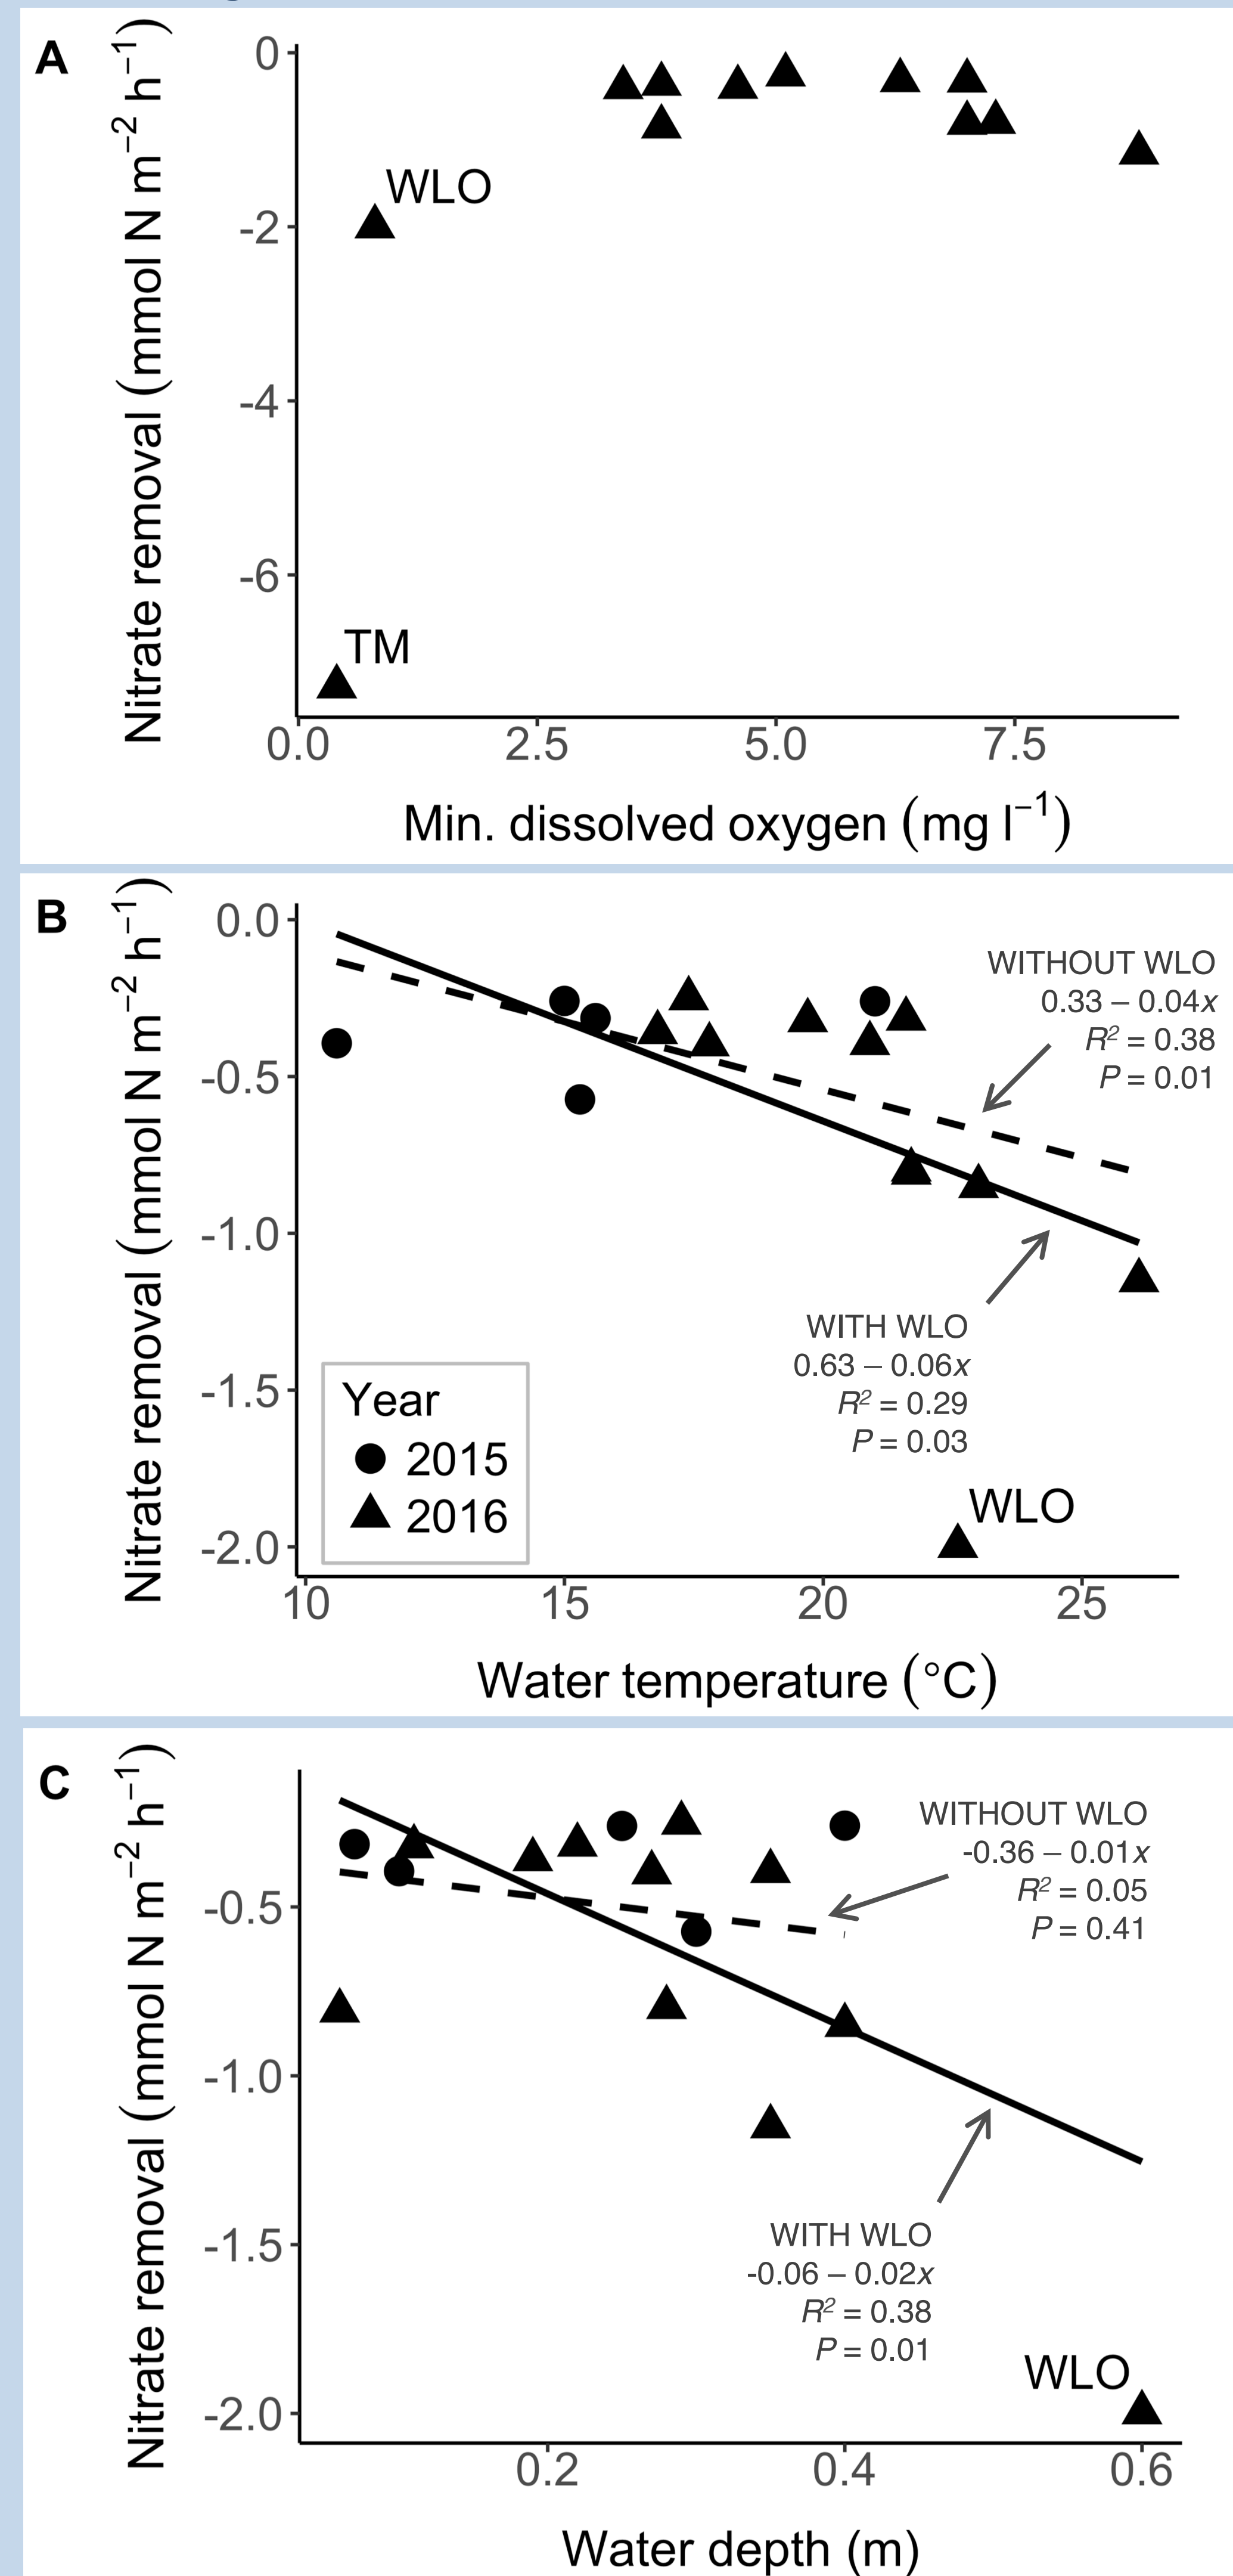 A
Nitrate removal (mmol N m⁻² h⁻¹)
0
-2
-4
-6
WLO
TM
0.0 2.5 5.0 7.5
Min. dissolved oxygen (mg l⁻¹)
B
Nitrate removal (mmol N m⁻² h⁻¹)
0.0
-0.5
-1.0
-1.5
-2.0
WITHOUT WLO
0.33 – 0.04x
R² = 0.38
P = 0.01
WITH WLO
0.63 – 0.06x
R² = 0.29
P = 0.03
Year
2015
2016
WLO
10 15 20 25
Water temperature (°C)
C
Nitrate removal (mmol N m⁻² h⁻¹)
-0.5
-1.0
-1.5
-2.0
WITHOUT WLO
-0.36 – 0.01x
R² = 0.05
P = 0.41
WITH WLO
-0.06 – 0.02x
R² = 0.38
P = 0.01
WLO
0.2 0.4 0.6
Water depth (m)